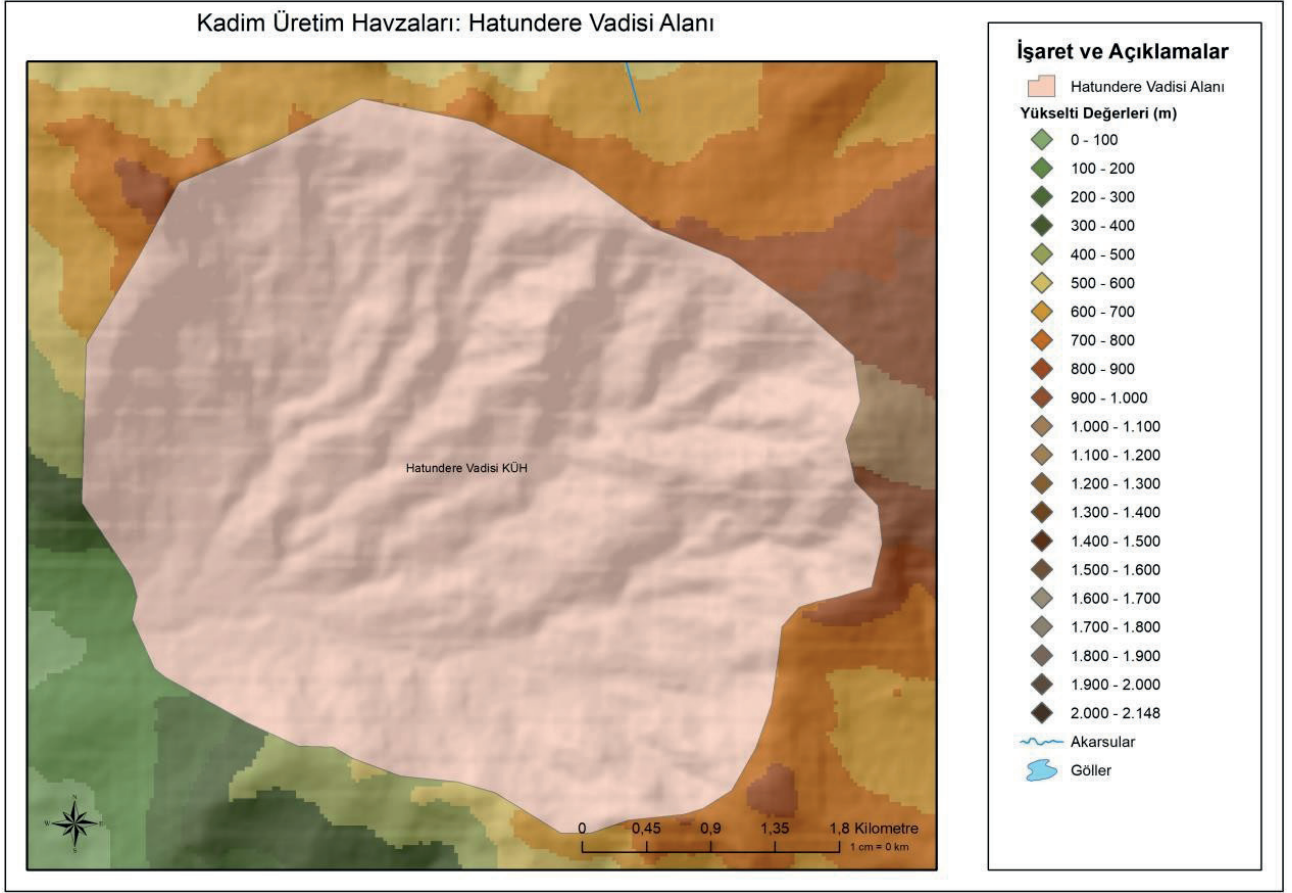 Kadim Üretim Havzaları: Hatundere Vadisi Alanı
Hatundere Vadisi KÜH
N
W
E
S
0 0,45 0,9 1,35 1,8 Kilometre
1 cm = 0 km
İşaret ve Açıklamalar
Hatundere Vadisi Alanı
Yükselti Değerleri (m)
0 - 100
100 - 200
200 - 300
300 - 400
400 - 500
500 - 600
600 - 700
700 - 800
800 - 900
900 - 1.000
1.000 - 1.100
1.100 - 1.200
1.200 - 1.300
1.300 - 1.400
1.400 - 1.500
1.500 - 1.600
1.600 - 1.700
1.700 - 1.800
1.800 - 1.900
1.900 - 2.000
2.000 - 2.148
Akarsular
Göller